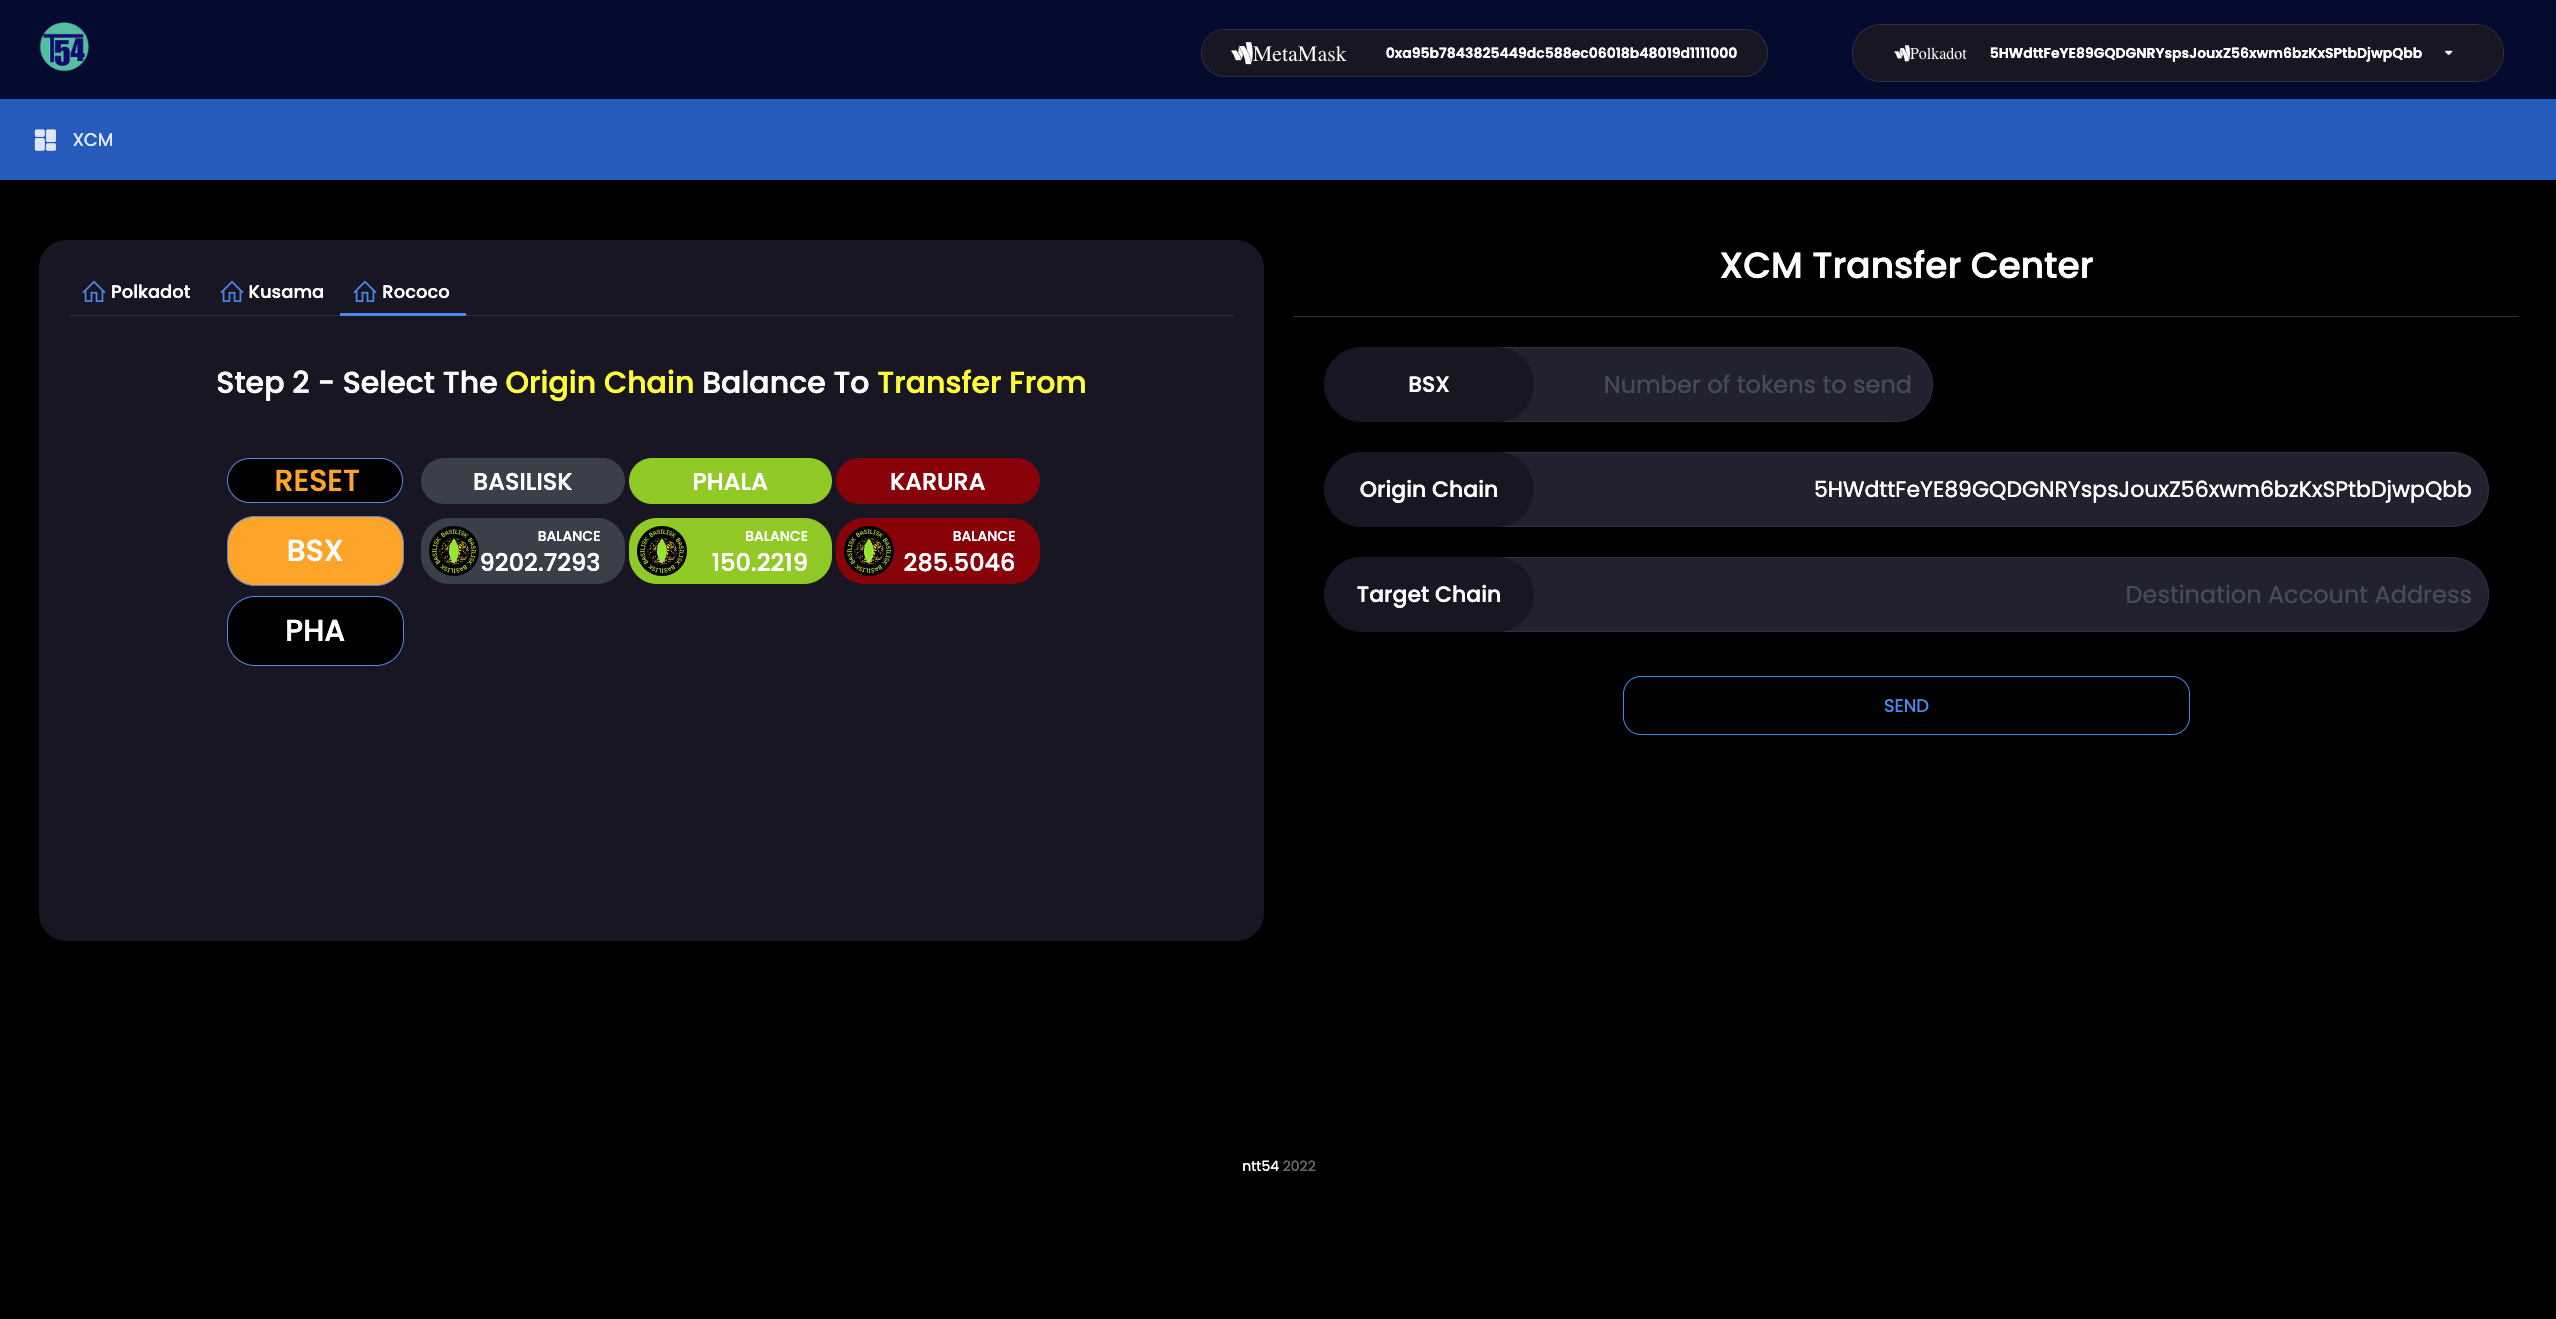 T54
MetaMask 0xa95b7843825449dc588ec06018b48019d1111000
Polkadot 5HWdttFeYE89GQDGNRYspsJouxZ56xwm6bzKxSPtbDjwpQbb
XCM
Polkadot Kusama Rococo
Step 2 - Select The Origin Chain Balance To Transfer From
RESET BASILISK PHALA KARURA
BSX BALANCE 9202.7293 BALANCE 150.2219 BALANCE 285.5046
PHA
XCM Transfer Center
BSX Number of tokens to send
Origin Chain 5HWdttFeYE89GQDGNRYspsJouxZ56xwm6bzKxSPtbDjwpQbb
Target Chain Destination Account Address
SEND
ntt54 2022